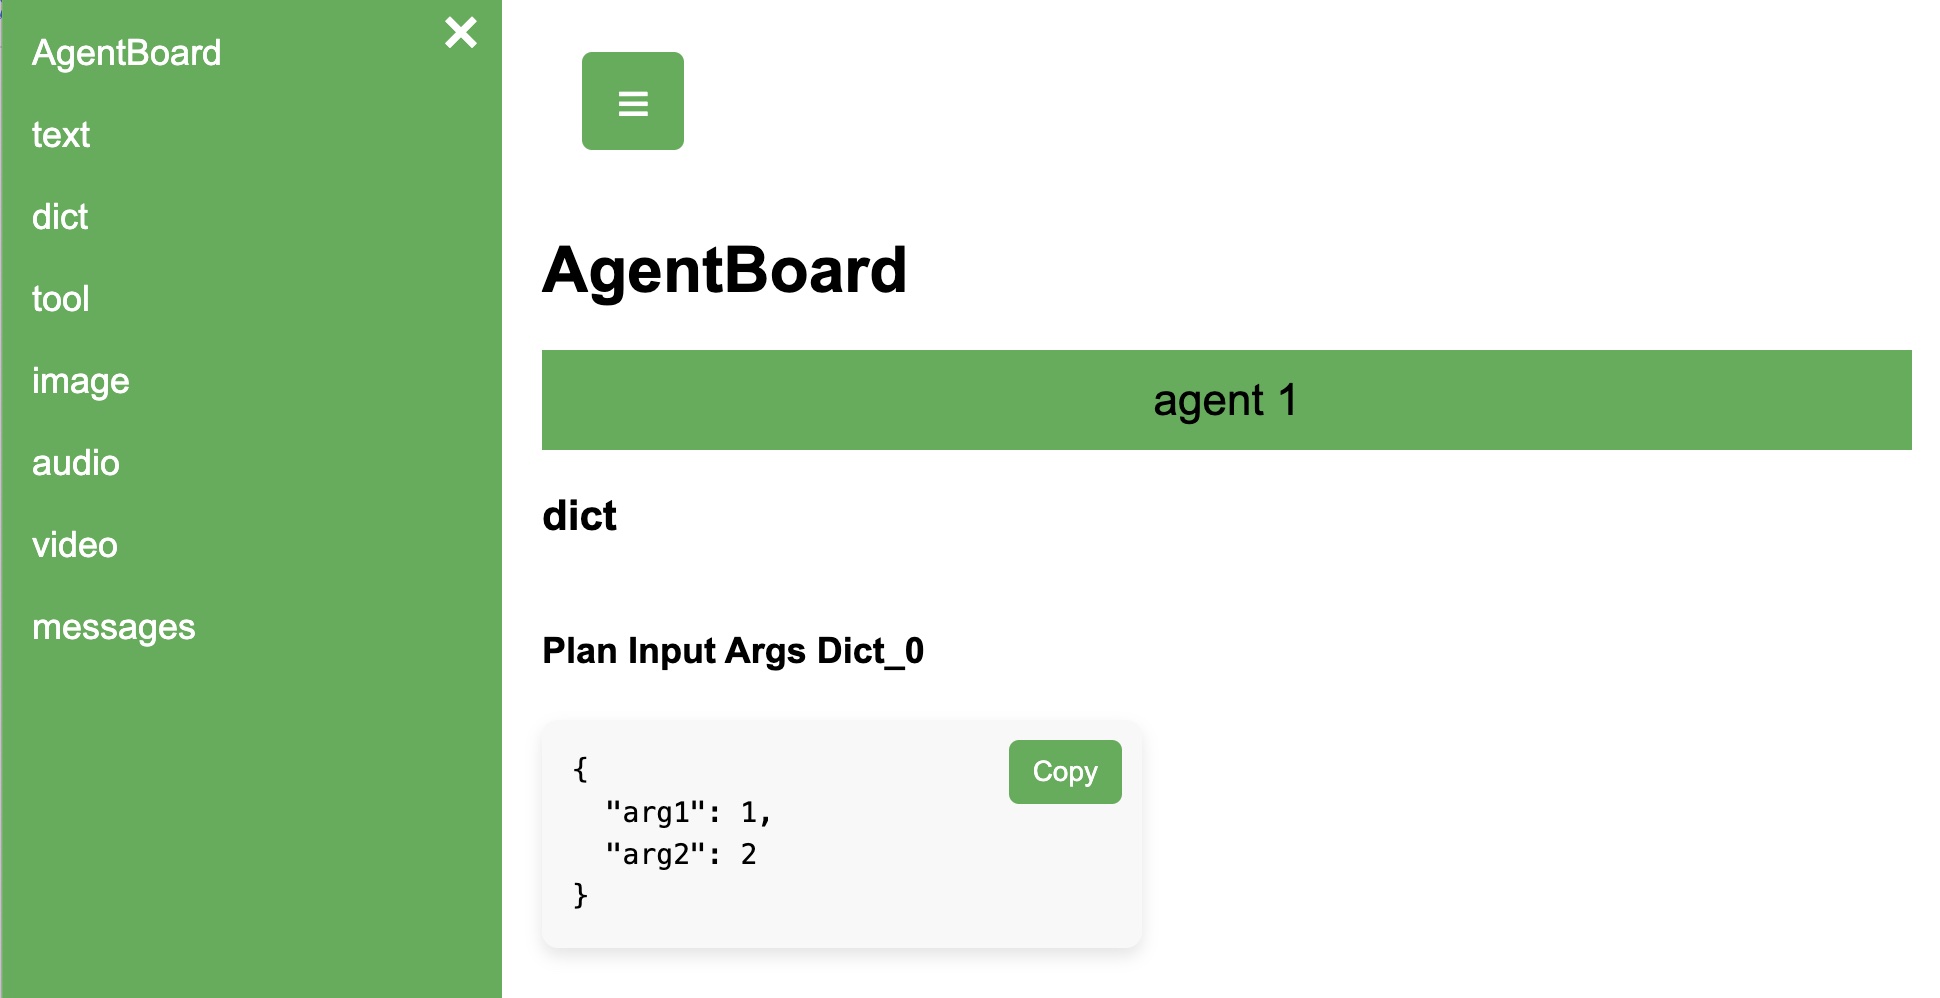 AgentBoard
text
dict
tool
image
audio
video
messages
AgentBoard
agent 1
dict
Plan Input Args Dict_0
Copy
{
  "arg1": 1,
  "arg2": 2
}